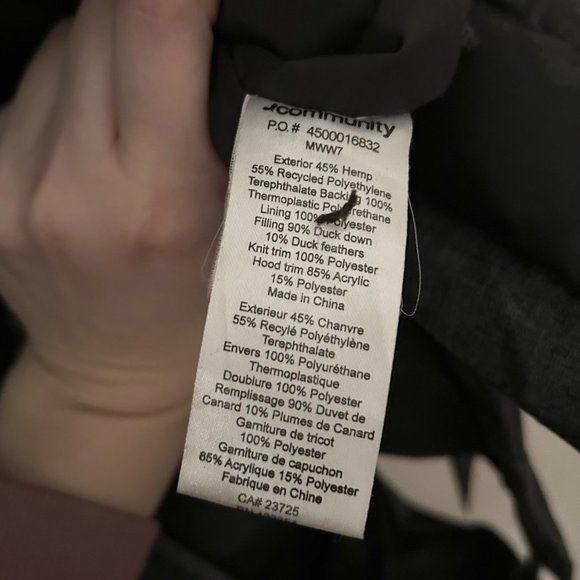 community
P.O.# 4500016832
MWW7
Exterior 45% Hemp
55% Recycled Polyethylene
Terephthalate Backing 100%
Thermoplastic Polyurethane
Lining 100% Polyester
Filling 90% Duck down
10% Duck feathers
Knit trim 100% Polyester
Hood trim 85% Acrylic
15% Polyester
Made in China
Exterieur 45% Chanvre
55% Recylé Polyéthylène
Terephthalate
Envers 100% Polyuréthane
Thermoplastique
Doublure 100% Polyester
Remplissage 90% Duvet de
Canard 10% Plumes de Canard
Garniture de tricot
100% Polyester
Garniture de capuchon
85% Acrylique 15% Polyester
Fabrique en Chine
CA# 23725